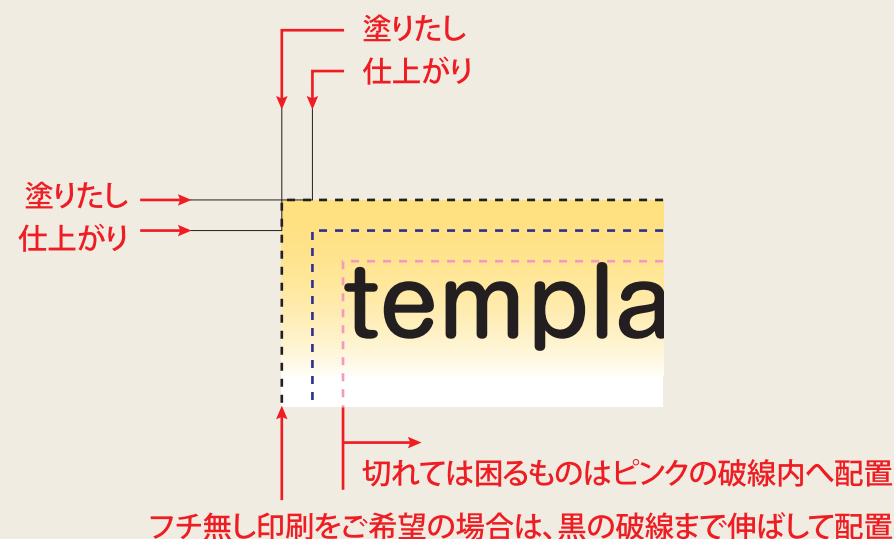 塗りたし
仕上がり
塗りたし
仕上がり
templa
切れては困るものはピンクの破線内へ配置
フチ無し印刷をご希望の場合は、黒の破線まで伸ばして配置